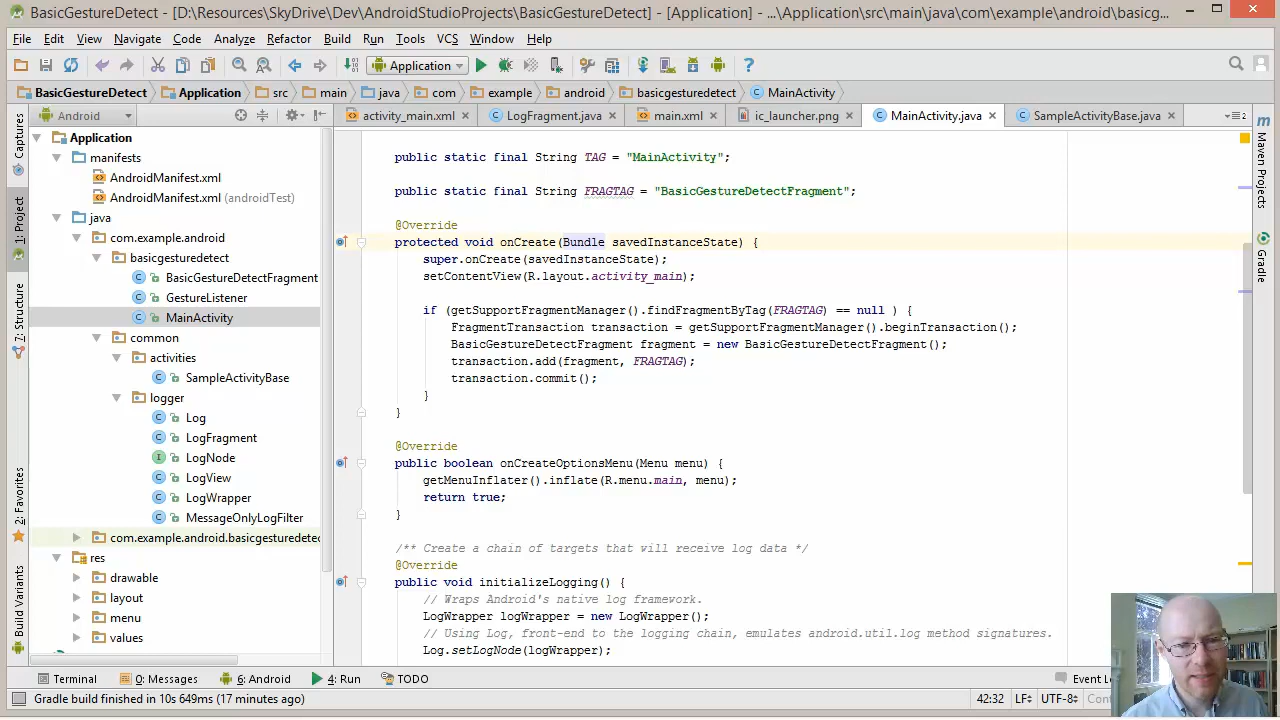 BasicGestureDetect - [D:\Resources\SkyDrive\Dev\AndroidStudioProjects\BasicGestureDetect] - [Application] - ...\Application\src\main\java\com\example\android\basicg...
File Edit View Navigate Code Analyze Refactor Build Run Tools VCS Window Help
Application
BasicGestureDetect Application src main java com example android basicgesturedetect MainActivity
Android
activity_main.xml LogFragment.java main.xml ic_launcher.png MainActivity.java SampleActivityBase.java
Captures
1: Project
7: Structure
2: Favorites
Build Variants
Application
manifests
AndroidManifest.xml
AndroidManifest.xml (androidTest)
java
com.example.android
basicgesturedetect
BasicGestureDetectFragment
GestureListener
MainActivity
common
activities
SampleActivityBase
logger
Log
LogFragment
LogNode
LogView
LogWrapper
MessageOnlyLogFilter
com.example.android.basicgesturedetec
res
drawable
layout
menu
values
public static final String TAG = "MainActivity";
public static final String FRAGTAG = "BasicGestureDetectFragment";
@Override
protected void onCreate(Bundle savedInstanceState) {
super.onCreate(savedInstanceState);
setContentView(R.layout.activity_main);
if (getSupportFragmentManager().findFragmentByTag(FRAGTAG) == null ) {
FragmentTransaction transaction = getSupportFragmentManager().beginTransaction();
BasicGestureDetectFragment fragment = new BasicGestureDetectFragment();
transaction.add(fragment, FRAGTAG);
transaction.commit();
}
}
@Override
public boolean onCreateOptionsMenu(Menu menu) {
getMenuInflater().inflate(R.menu.main, menu);
return true;
}
/** Create a chain of targets that will receive log data */
@Override
public void initializeLogging() {
// Wraps Android's native log framework.
LogWrapper logWrapper = new LogWrapper();
// Using Log, front-end to the logging chain, emulates android.util.log method signatures.
Log.setLogNode(logWrapper);
Maven Projects
Gradle
Terminal 0: Messages 6: Android 4: Run TODO Event Lo
Gradle build finished in 10s 649ms (17 minutes ago) 42:32 LF UTF-8 Cont